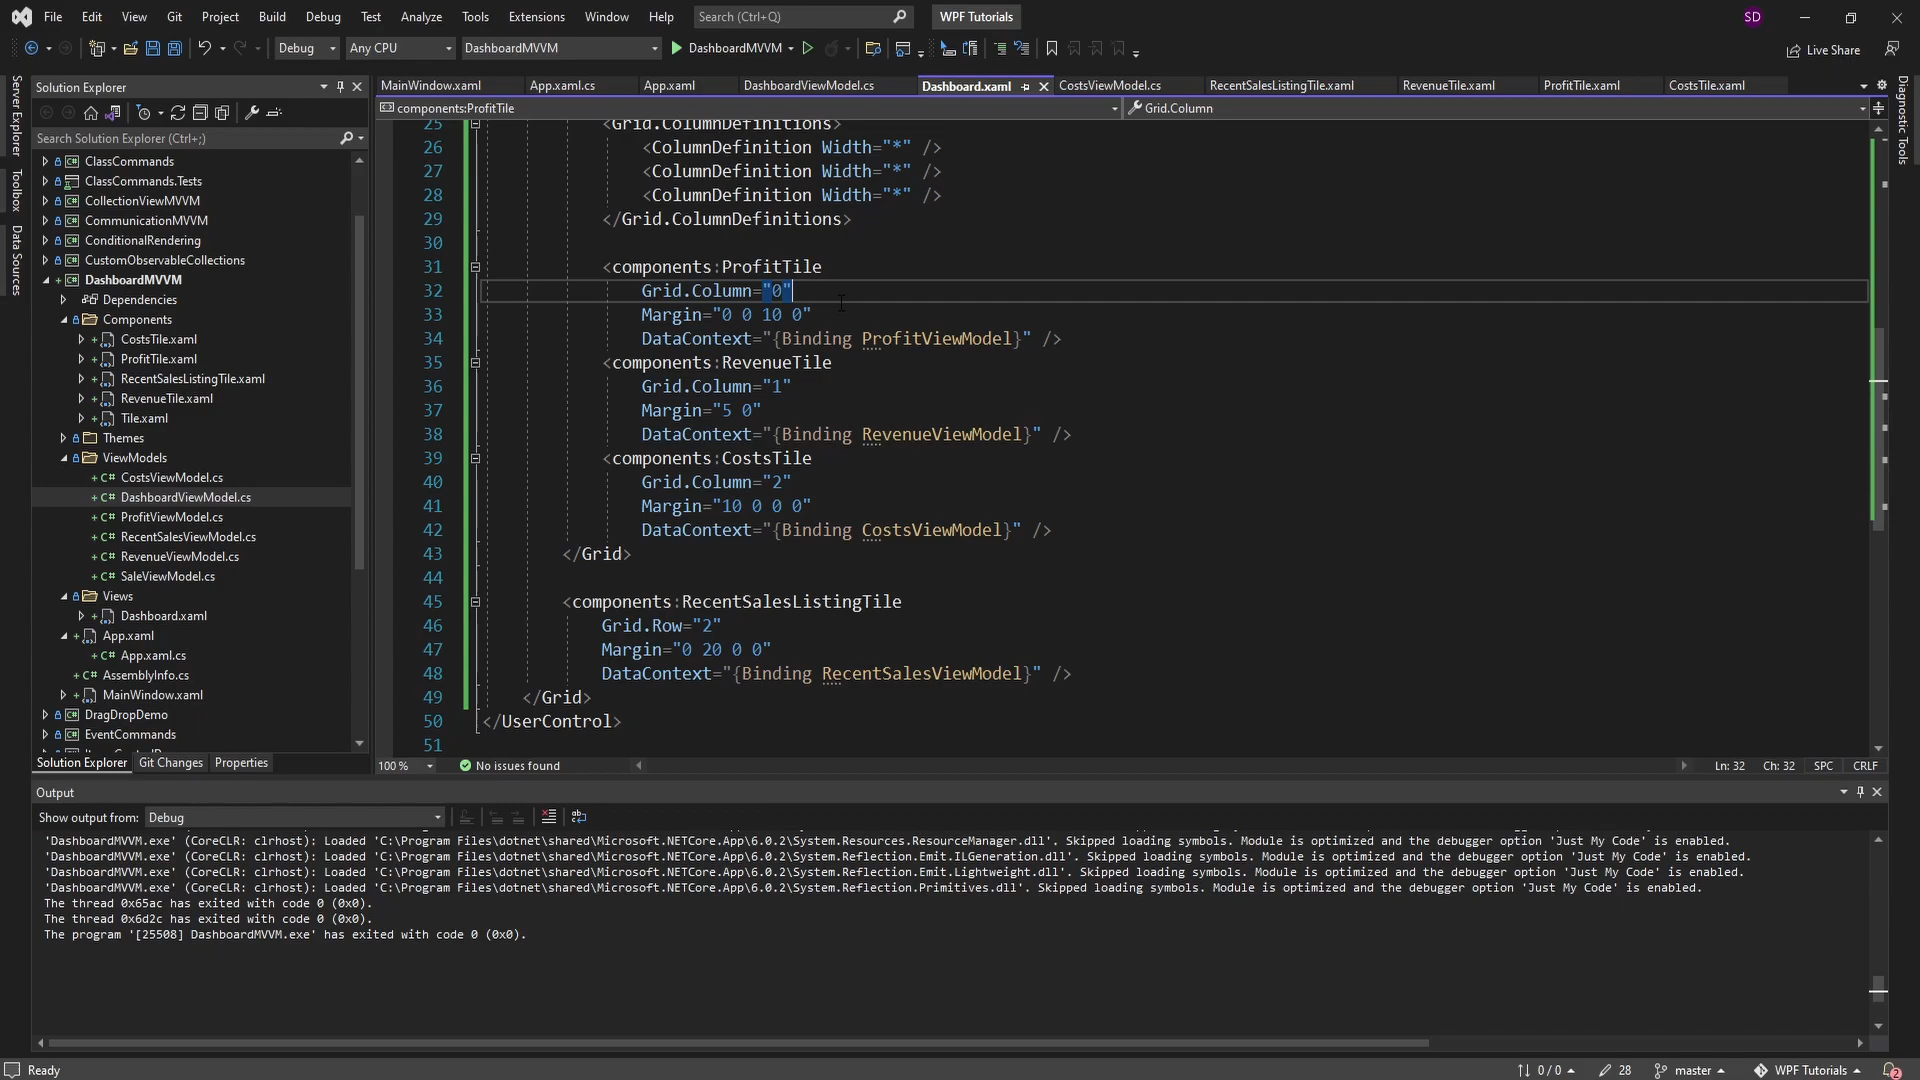 File Edit View Git Project Build Debug Test Analyze Tools Extensions Window Help Search (Ctrl+Q) WPF Tutorials SD
Debug Any CPU DashboardMVVM DashboardMVVM Live Share
Server Explorer
Toolbox
Data Sources
Solution Explorer
Search Solution Explorer (Ctrl+;)
ClassCommands
ClassCommands.Tests
CollectionViewMVVM
CommunicationMVVM
ConditionalRendering
CustomObservableCollections
DashboardMVVM
Dependencies
Components
CostsTile.xaml
ProfitTile.xaml
RecentSalesListingTile.xaml
RevenueTile.xaml
Tile.xaml
Themes
ViewModels
C# CostsViewModel.cs
C# DashboardViewModel.cs
C# ProfitViewModel.cs
C# RecentSalesViewModel.cs
C# RevenueViewModel.cs
C# SaleViewModel.cs
Views
Dashboard.xaml
App.xaml
C# App.xaml.cs
C# AssemblyInfo.cs
MainWindow.xaml
DragDropDemo
EventCommands
Solution Explorer Git Changes Properties
MainWindow.xaml App.xaml.cs App.xaml DashboardViewModel.cs Dashboard.xaml CostsViewModel.cs RecentSalesListingTile.xaml RevenueTile.xaml ProfitTile.xaml CostsTile.xaml
components:ProfitTile Grid.Column
25 <Grid.ColumnDefinitions>
26 <ColumnDefinition Width="*" />
27 <ColumnDefinition Width="*" />
28 <ColumnDefinition Width="*" />
29 </Grid.ColumnDefinitions>
30
31 <components:ProfitTile
32 Grid.Column="0"
33 Margin="0 0 10 0"
34 DataContext="{Binding ProfitViewModel}" />
35 <components:RevenueTile
36 Grid.Column="1"
37 Margin="5 0"
38 DataContext="{Binding RevenueViewModel}" />
39 <components:CostsTile
40 Grid.Column="2"
41 Margin="10 0 0 0"
42 DataContext="{Binding CostsViewModel}" />
43 </Grid>
44
45 <components:RecentSalesListingTile
46 Grid.Row="2"
47 Margin="0 20 0 0"
48 DataContext="{Binding RecentSalesViewModel}" />
49 </Grid>
50 </UserControl>
51
100 % No issues found Ln: 32 Ch: 32 SPC CRLF
Diagnostic Tools
Output
Show output from: Debug
'DashboardMVVM.exe' (CoreCLR: clrhost): Loaded 'C:\Program Files\dotnet\shared\Microsoft.NETCore.App\6.0.2\System.Resources.ResourceManager.dll'. Skipped loading symbols. Module is optimized and the debugger option 'Just My Code' is enabled.
'DashboardMVVM.exe' (CoreCLR: clrhost): Loaded 'C:\Program Files\dotnet\shared\Microsoft.NETCore.App\6.0.2\System.Reflection.Emit.ILGeneration.dll'. Skipped loading symbols. Module is optimized and the debugger option 'Just My Code' is enabled.
'DashboardMVVM.exe' (CoreCLR: clrhost): Loaded 'C:\Program Files\dotnet\shared\Microsoft.NETCore.App\6.0.2\System.Reflection.Emit.Lightweight.dll'. Skipped loading symbols. Module is optimized and the debugger option 'Just My Code' is enabled.
'DashboardMVVM.exe' (CoreCLR: clrhost): Loaded 'C:\Program Files\dotnet\shared\Microsoft.NETCore.App\6.0.2\System.Reflection.Primitives.dll'. Skipped loading symbols. Module is optimized and the debugger option 'Just My Code' is enabled.
The thread 0x65ac has exited with code 0 (0x0).
The thread 0x6d2c has exited with code 0 (0x0).
The program '[25508] DashboardMVVM.exe' has exited with code 0 (0x0).
Ready 0 / 0 28 master WPF Tutorials 2